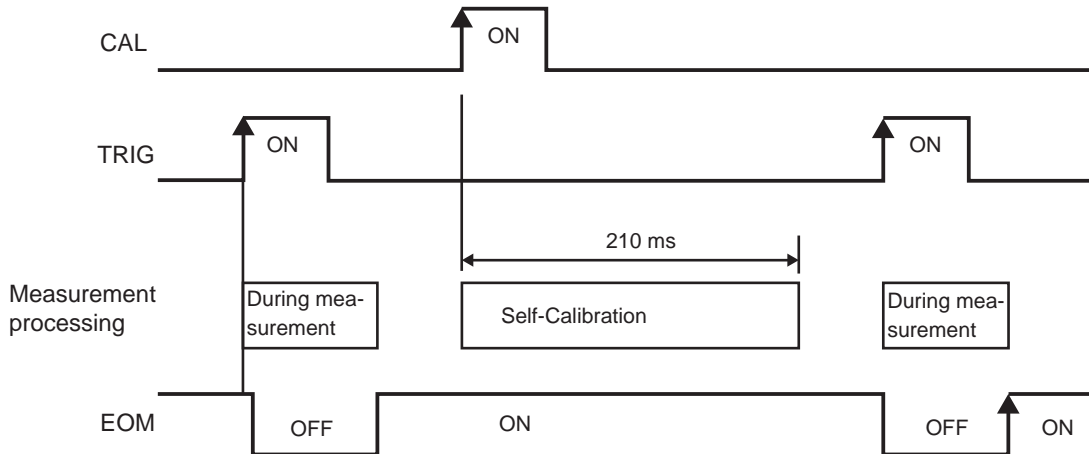 CAL
ON
TRIG
ON
ON
210 ms
Measurement
processing
During mea-
surement
Self-Calibration
During mea-
surement
EOM
OFF
ON
OFF
ON